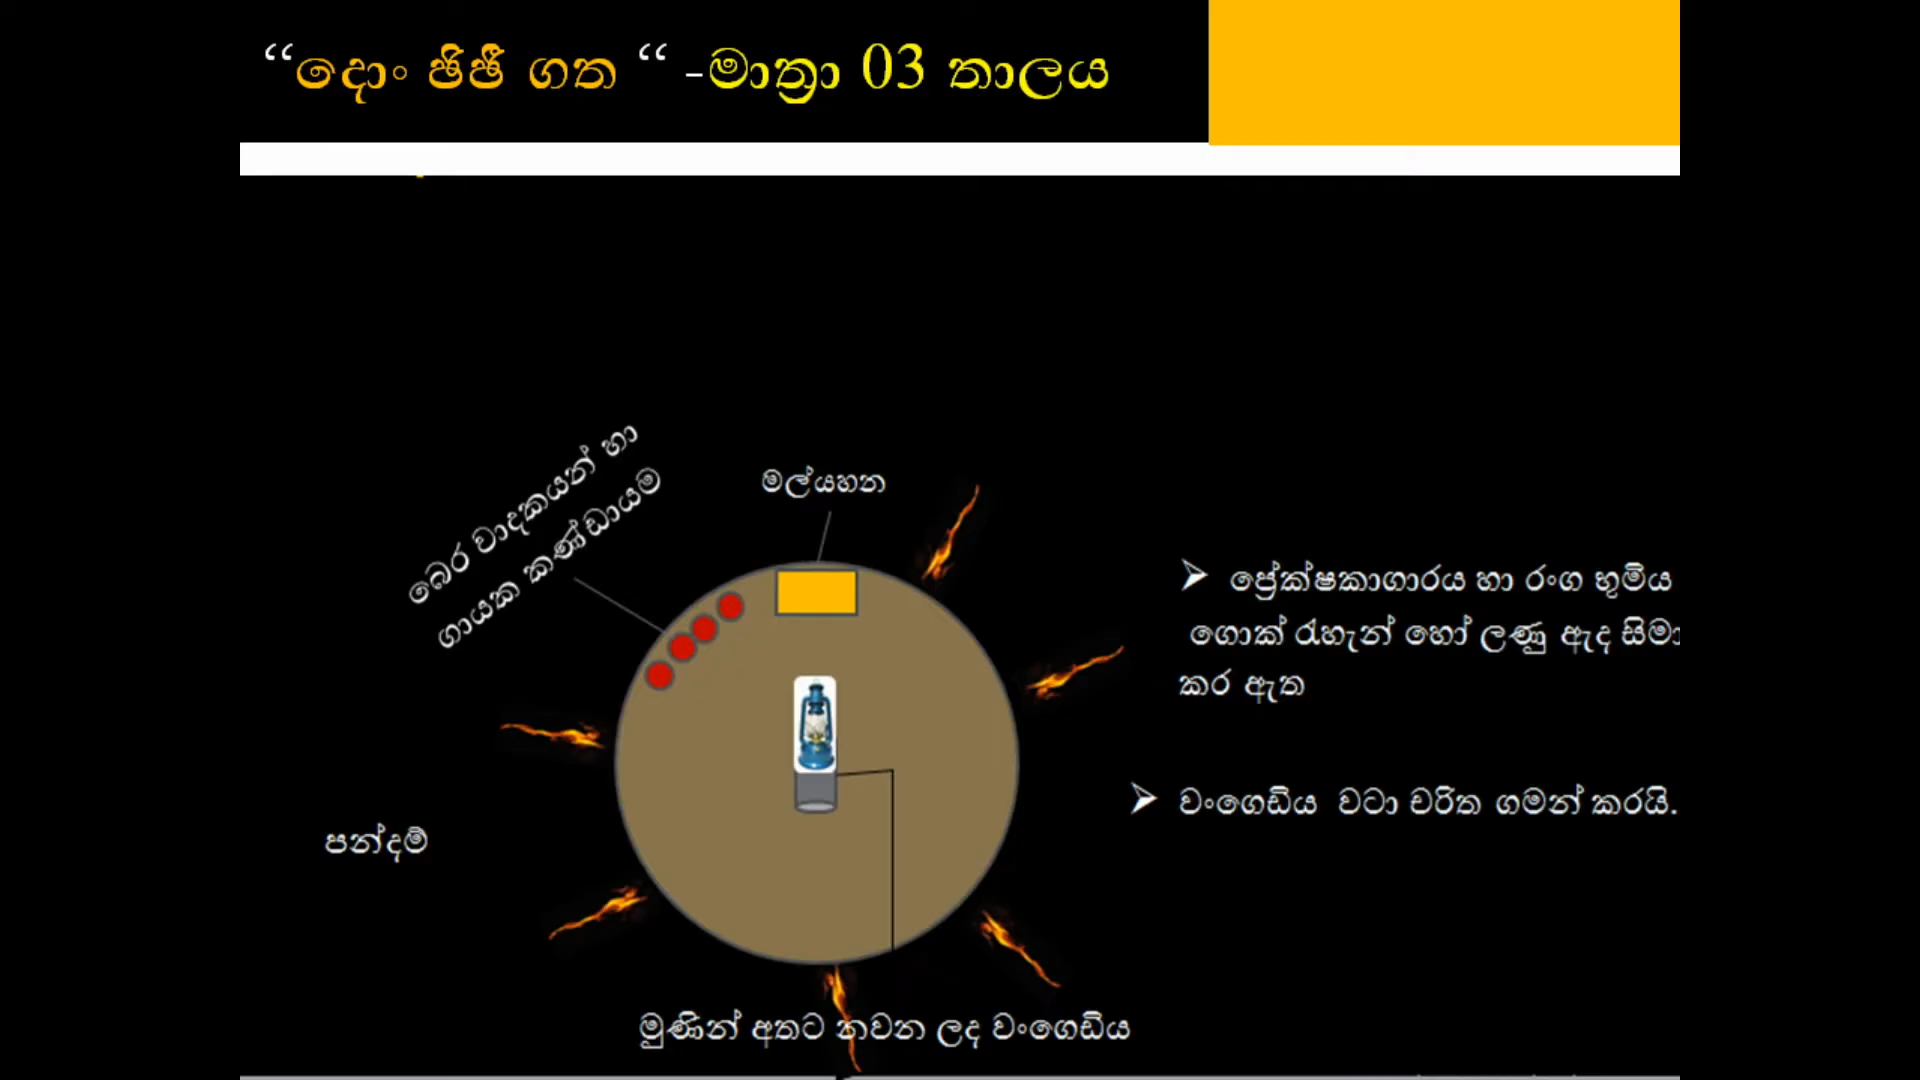 “දොං ඡිජී ගත “ -මාත්‍රා 03 තාලය
බෙර වාදකයන් හා
ගායක කණ්ඩායම
මල්යහන
ප්‍රේක්ෂකාගාරය හා රංග භූමිය
ගොක් රැහැන් හෝ ලණු ඇද සිමා
කර ඇත
වංගෙඩිය වටා චරිත ගමන් කරයි.
පන්දම්
මුණින් අතට නවන ලද වංගෙඩිය